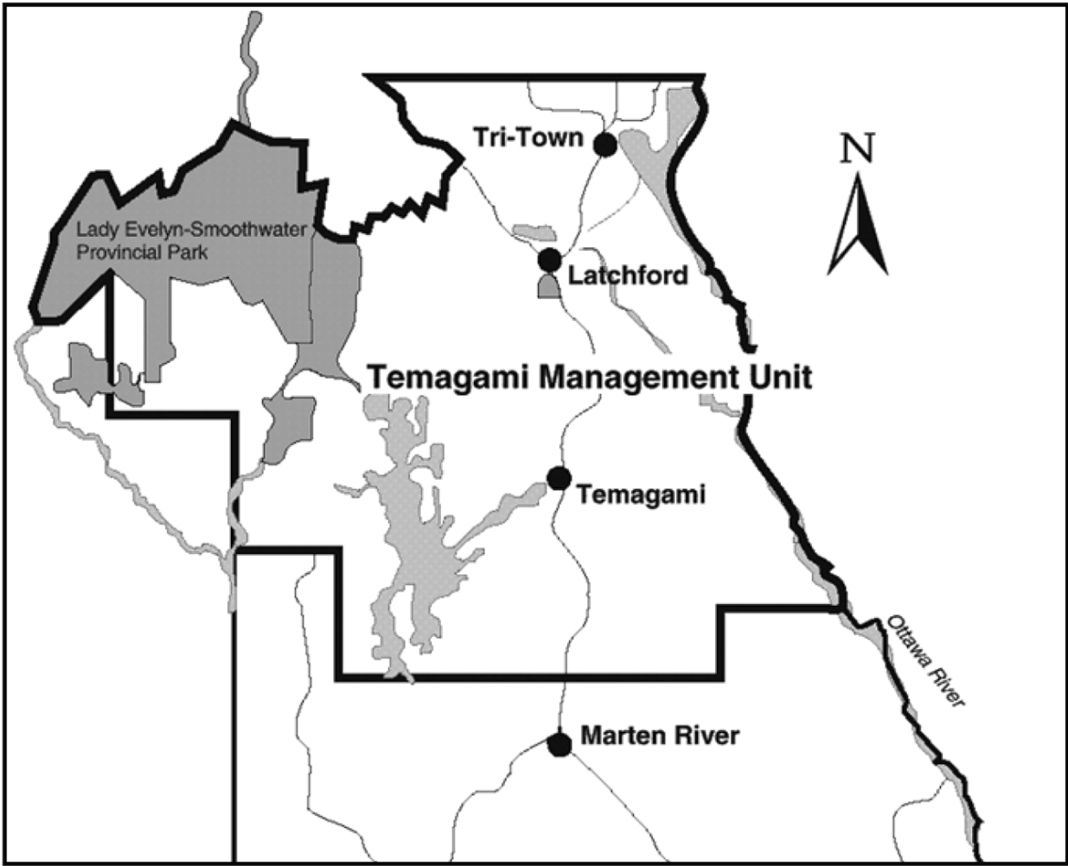 Tri-Town
N
Lady Evelyn-Smoothwater
Provincial Park
Latchford
Temagami Management Unit
Temagami
Ottawa River
Marten River